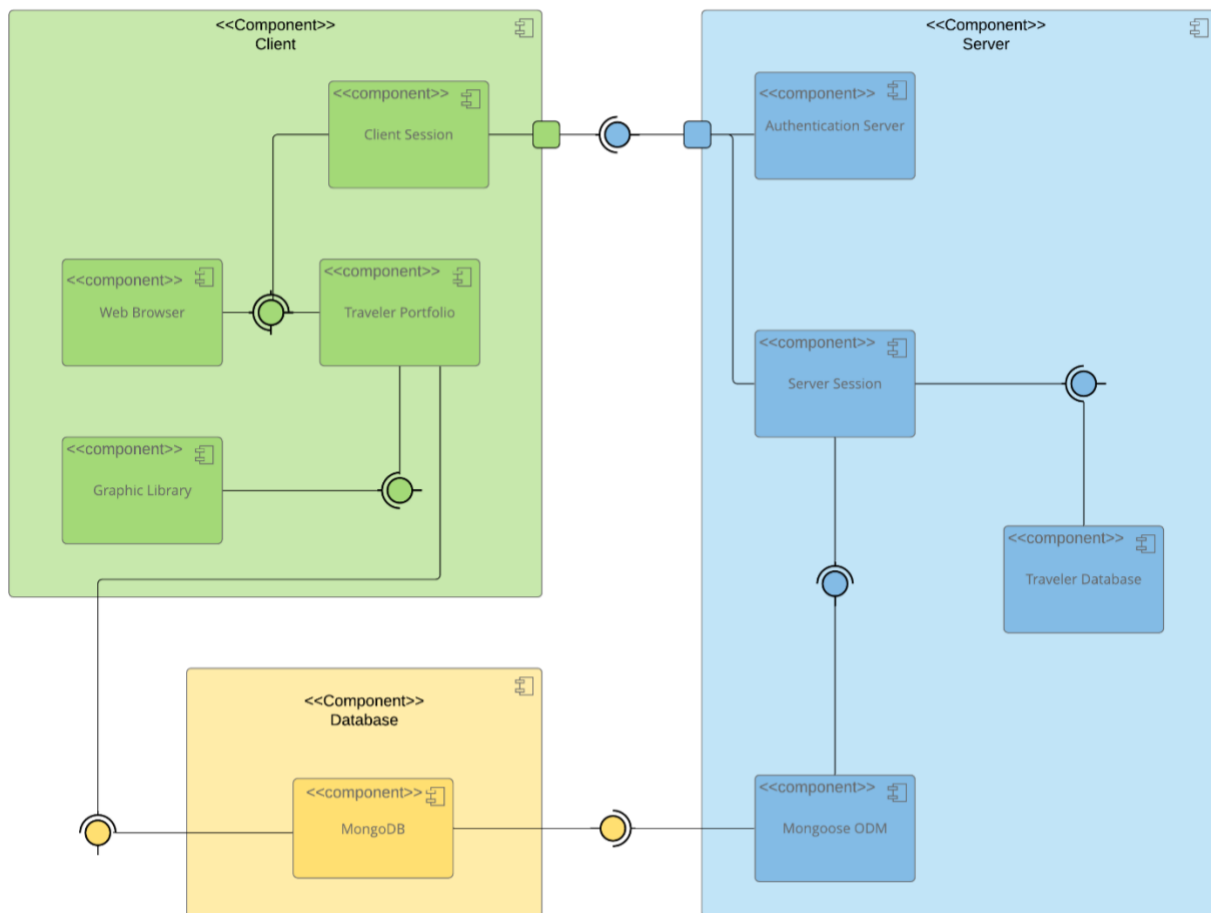 <<Component>>
Client
<<component>>
Client Session
<<component>>
Web Browser
<<component>>
Traveler Portfolio
<<component>>
Graphic Library
<<Component>>
Server
<<component>>
Authentication Server
<<component>>
Server Session
<<component>>
Traveler Database
<<component>>
Mongoose ODM
<<Component>>
Database
<<component>>
MongoDB